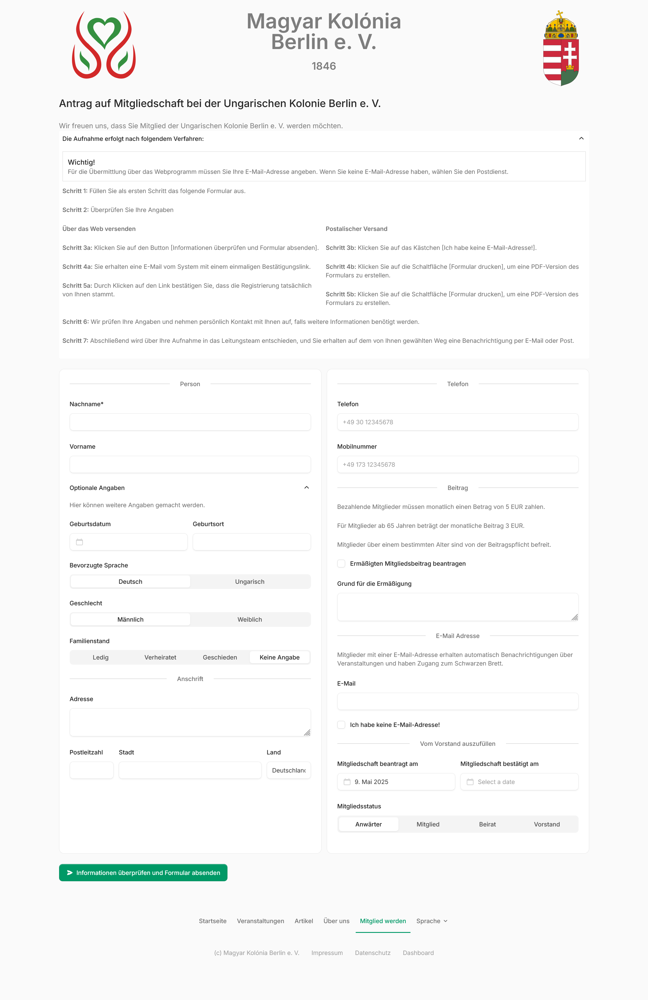 Magyar Kolónia
Berlin e. V.
1846
Antrag auf Mitgliedschaft bei der Ungarischen Kolonie Berlin e. V.
Wir freuen uns, dass Sie Mitglied der Ungarischen Kolonie Berlin e. V. werden möchten.
Die Aufnahme erfolgt nach folgendem Verfahren:
Wichtig!
Für die Übermittlung über das Webprogramm müssen Sie Ihre E-Mail-Adresse angeben. Wenn Sie keine E-Mail-Adresse haben, wählen Sie den Postdienst.
Schritt 1: Füllen Sie als ersten Schritt das folgende Formular aus.
Schritt 2: Überprüfen Sie Ihre Angaben
Über das Web versenden
Schritt 3a: Klicken Sie auf den Button [Informationen überprüfen und Formular absenden].
Schritt 4a: Sie erhalten eine E-Mail vom System mit einem einmaligen Bestätigungslink.
Schritt 5a: Durch Klicken auf den Link bestätigen Sie, dass die Registrierung tatsächlich
von Ihnen stammt.
Postalischer Versand
Schritt 3b: Klicken Sie auf das Kästchen [Ich habe keine E-Mail-Adresse!].
Schritt 4b: Klicken Sie auf die Schaltfläche [Formular drucken], um eine PDF-Version des
Formulars zu erstellen.
Schritt 5b: Klicken Sie auf die Schaltfläche [Formular drucken], um eine PDF-Version des
Formulars zu erstellen.
Schritt 6: Wir prüfen Ihre Angaben und nehmen persönlich Kontakt mit Ihnen auf, falls weitere Informationen benötigt werden.
Schritt 7: Abschließend wird über Ihre Aufnahme in das Leitungsteam entschieden, und Sie erhalten auf dem von Ihnen gewählten Weg eine Benachrichtigung per E-Mail oder Post.
Person
Nachname*
Vorname
Optionale Angaben
Hier können weitere Angaben gemacht werden.
Geburtsdatum Geburtsort
Bevorzugte Sprache
Deutsch Ungarisch
Geschlecht
Männlich Weiblich
Familienstand
Ledig Verheiratet Geschieden Keine Angabe
Anschrift
Adresse
Postleitzahl Stadt Land
Deutschland
Telefon
Telefon
+49 30 12345678
Mobilnummer
+49 173 12345678
Beitrag
Bezahlende Mitglieder müssen monatlich einen Betrag von 5 EUR zahlen.
Für Mitglieder ab 65 Jahren beträgt der monatliche Beitrag 3 EUR.
Mitglieder über einem bestimmten Alter sind von der Beitragspflicht befreit.
Ermäßigten Mitgliedsbeitrag beantragen
Grund für die Ermäßigung
E-Mail Adresse
Mitglieder mit einer E-Mail-Adresse erhalten automatisch Benachrichtigungen über
Veranstaltungen und haben Zugang zum Schwarzen Brett.
E-Mail
Ich habe keine E-Mail-Adresse!
Vom Vorstand auszufüllen
Mitgliedschaft beantragt am Mitgliedschaft bestätigt am
9. Mai 2025 Select a date
Mitgliedsstatus
Anwärter Mitglied Beirat Vorstand
Informationen überprüfen und Formular absenden
Startseite Veranstaltungen Artikel Über uns Mitglied werden Sprache
(c) Magyar Kolónia Berlin e. V. Impressum Datenschutz Dashboard